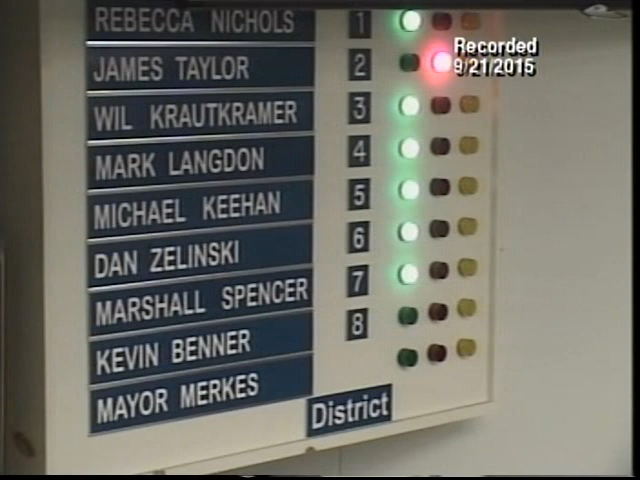 REBECCA NICHOLS 1
Recorded
JAMES TAYLOR 2
9/21/2015
WIL KRAUTKRAMER 3
MARK LANGDON 4
MICHAEL KEEHAN 5
DAN ZELINSKI 6
MARSHALL SPENCER 7
KEVIN BENNER 8
MAYOR MERKES
District